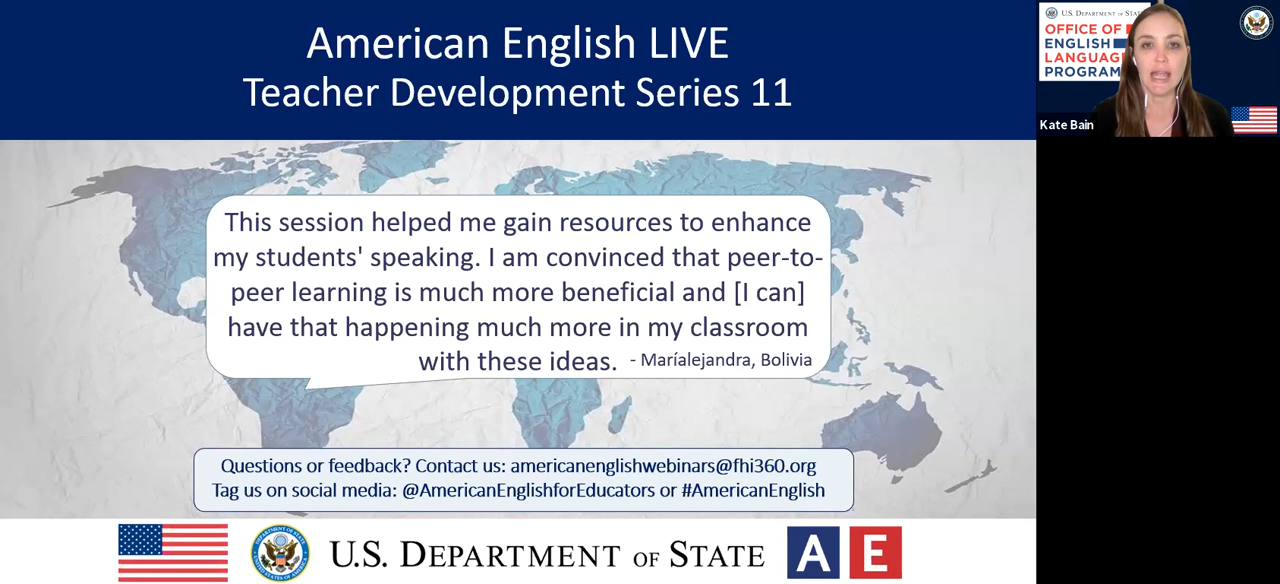 American English LIVE
Teacher Development Series 11
This session helped me gain resources to enhance
my students' speaking. I am convinced that peer-to-
peer learning is much more beneficial and [I can]
have that happening much more in my classroom
with these ideas. - Maríalejandra, Bolivia
Questions or feedback? Contact us: americanenglishwebinars@fhi360.org
Tag us on social media: @AmericanEnglishforEducators or #AmericanEnglish
U.S. DEPARTMENT OF STATE
A E
U.S. DEPARTMENT OF STATE
OFFICE OF
ENGLISH
LANGUAG
PROGRAM
Kate Bain